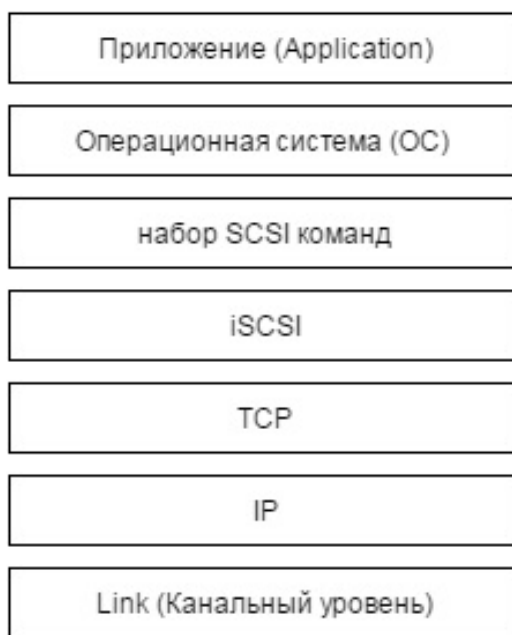 Приложение (Application)
Операционная система (ОС)
набор SCSI команд
iSCSI
TCP
IP
Link (Канальный уровень)